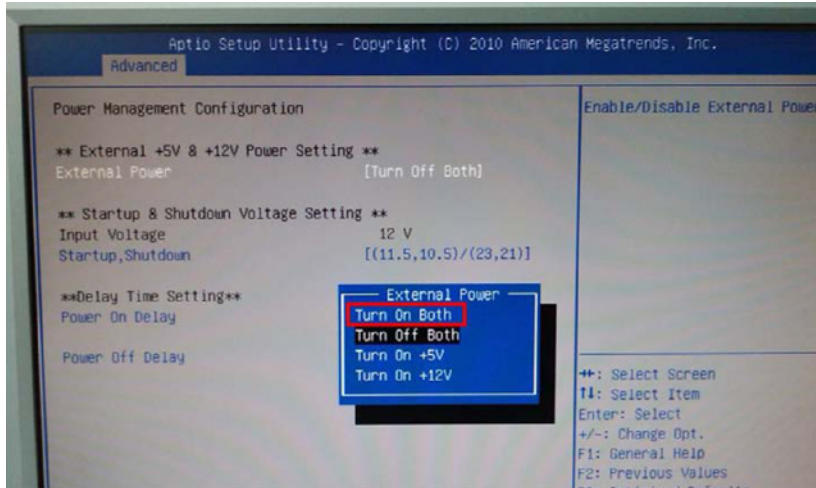 Aptio Setup Utility - Copyright (C) 2010 American Megatrends, Inc.
Advanced
Power Management Configuration
** External +5V & +12V Power Setting **
External Power [Turn Off Both]
** Startup & Shutdown Voltage Setting **
Input Voltage 12 V
Startup,Shutdown [(11.5,10.5)/(23,21)]
**Delay Time Setting**
Power On Delay
Power Off Delay
External Power
Turn On Both
Turn Off Both
Turn On +5V
Turn On +12V
Enable/Disable External Power
↔: Select Screen
↑↓: Select Item
Enter: Select
+/-: Change Opt.
F1: General Help
F2: Previous Values